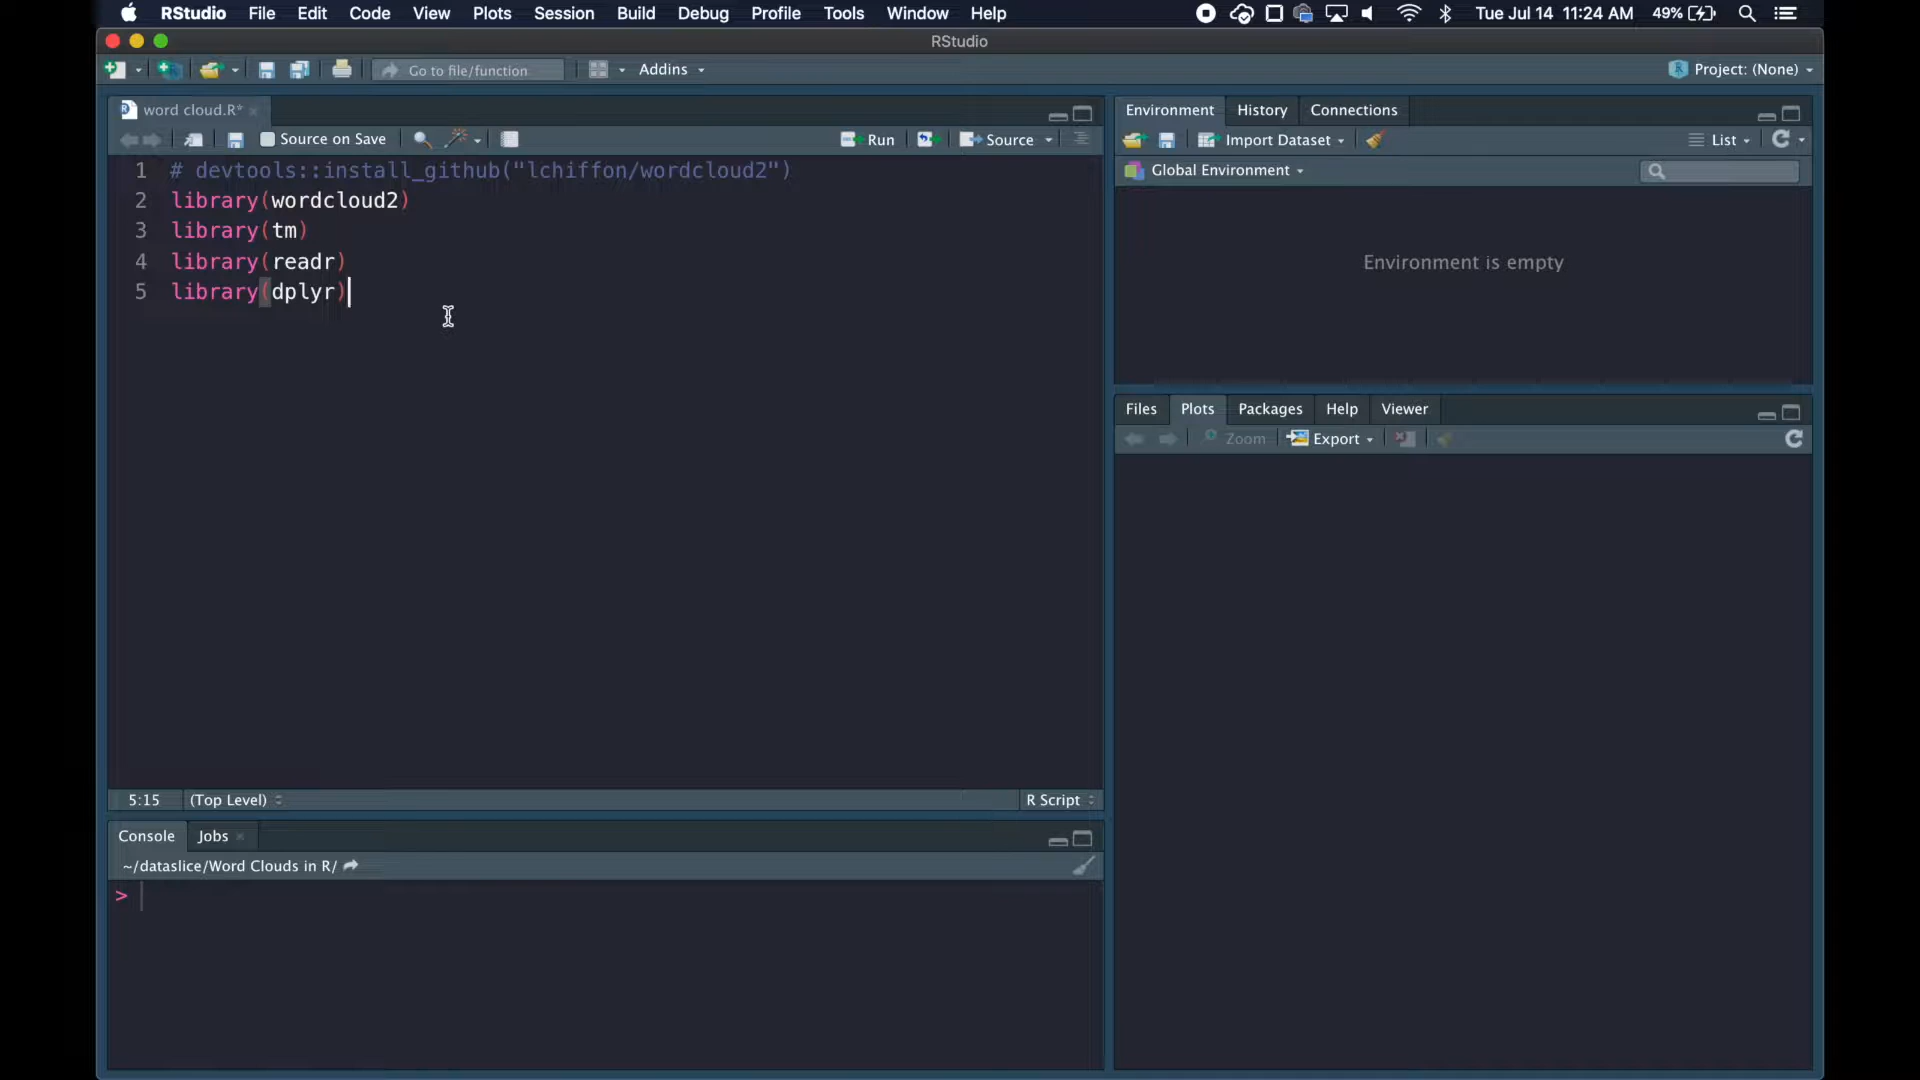 RStudio File Edit Code View Plots Session Build Debug Profile Tools Window Help Tue Jul 14 11:24 AM 49%
RStudio
Go to file/function Addins Project: (None)
word cloud.R*
Source on Save Run Source
1 # devtools::install_github("lchiffon/wordcloud2")
2 library(wordcloud2)
3 library(tm)
4 library(readr)
5 library(dplyr)
5:15 (Top Level) R Script
Console Jobs
~/dataslice/Word Clouds in R/
>
Environment History Connections
Import Dataset List
Global Environment
Environment is empty
Files Plots Packages Help Viewer
Zoom Export